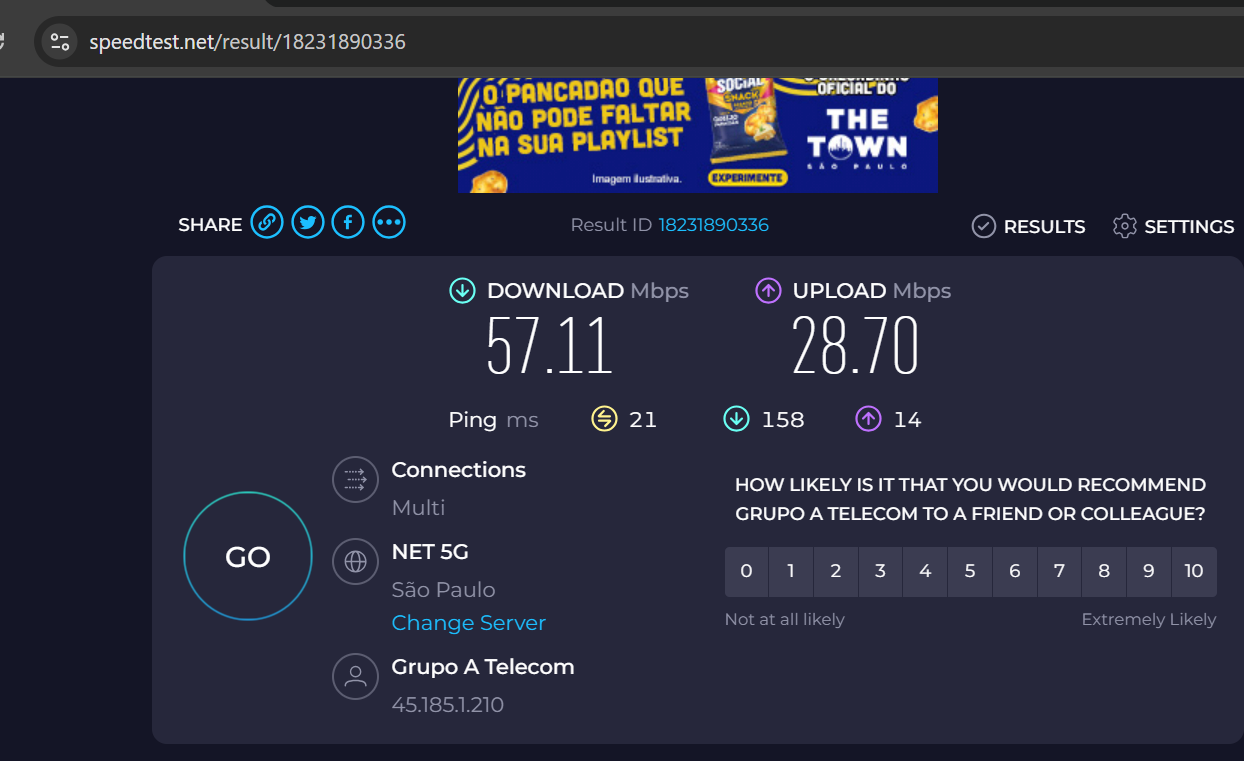 speedtest.net/result/18231890336
O PANCADÃO QUE
NÃO PODE FALTAR
NA SUA PLAYLIST
Imagem ilustrativa.
SOCIAL
SNACK
EXPERIMENTE
OFICIAL DO
THE
TOWN
SÃO PAULO
SHARE
Result ID 18231890336
RESULTS
SETTINGS
DOWNLOAD Mbps
57.11
UPLOAD Mbps
28.70
Ping ms
21
158
14
GO
Connections
Multi
NET 5G
São Paulo
Change Server
Grupo A Telecom
45.185.1.210
HOW LIKELY IS IT THAT YOU WOULD RECOMMEND
GRUPO A TELECOM TO A FRIEND OR COLLEAGUE?
0 1 2 3 4 5 6 7 8 9 10
Not at all likely
Extremely Likely